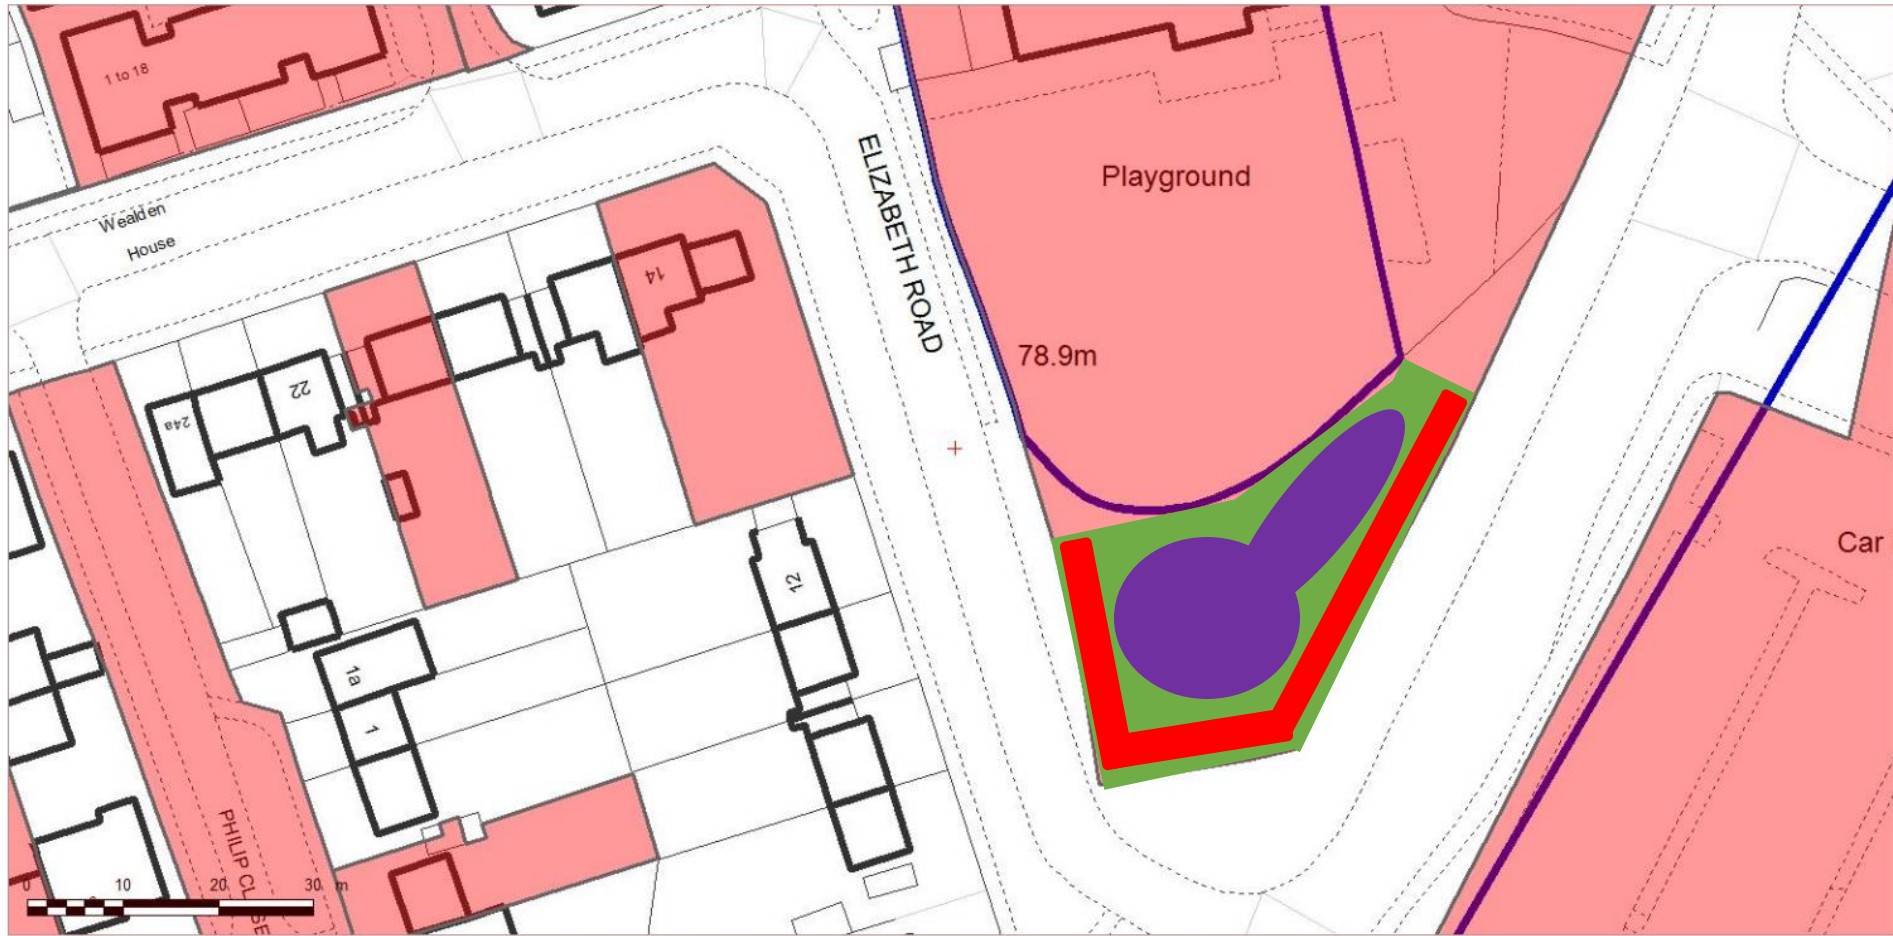 1 to 18
Wealden
House
ELIZABETH ROAD
Playground
14
78.9m
22
24a
Car
12
1a
1
PHILIP CL SE
0 10 20 30 m